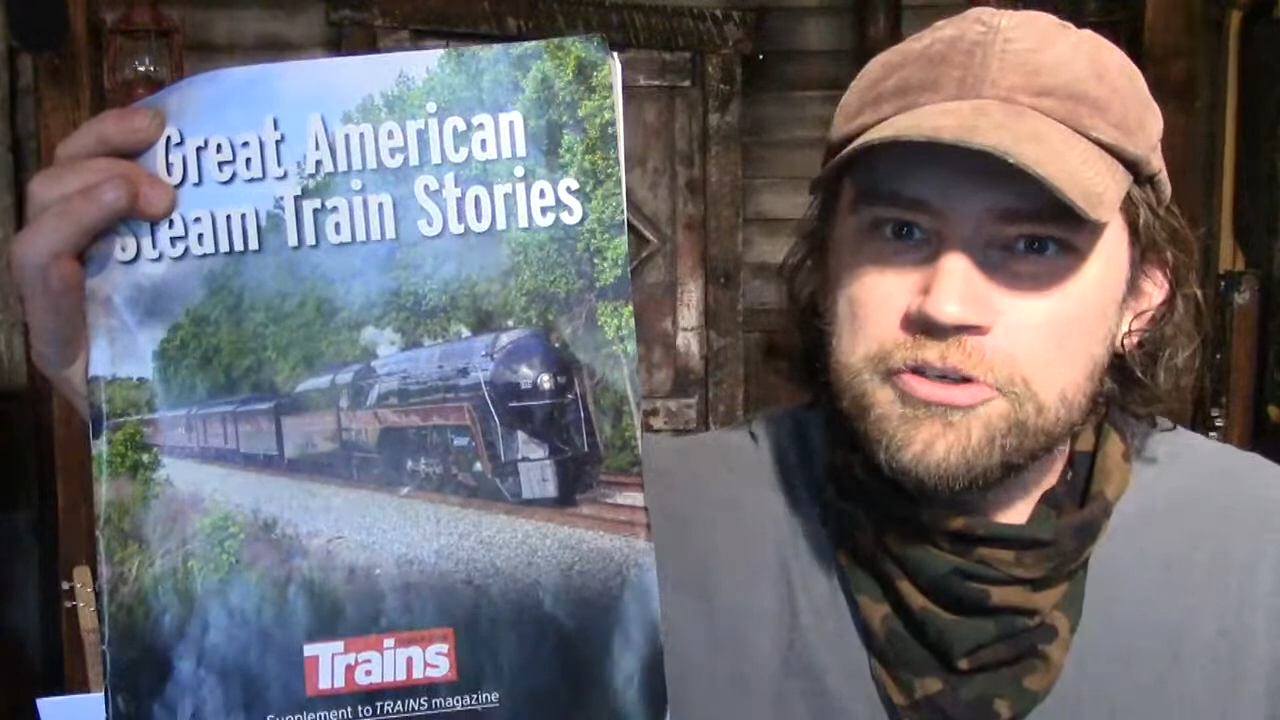 Great American
Steam Train Stories
Trains
Supplement to TRAINS magazine